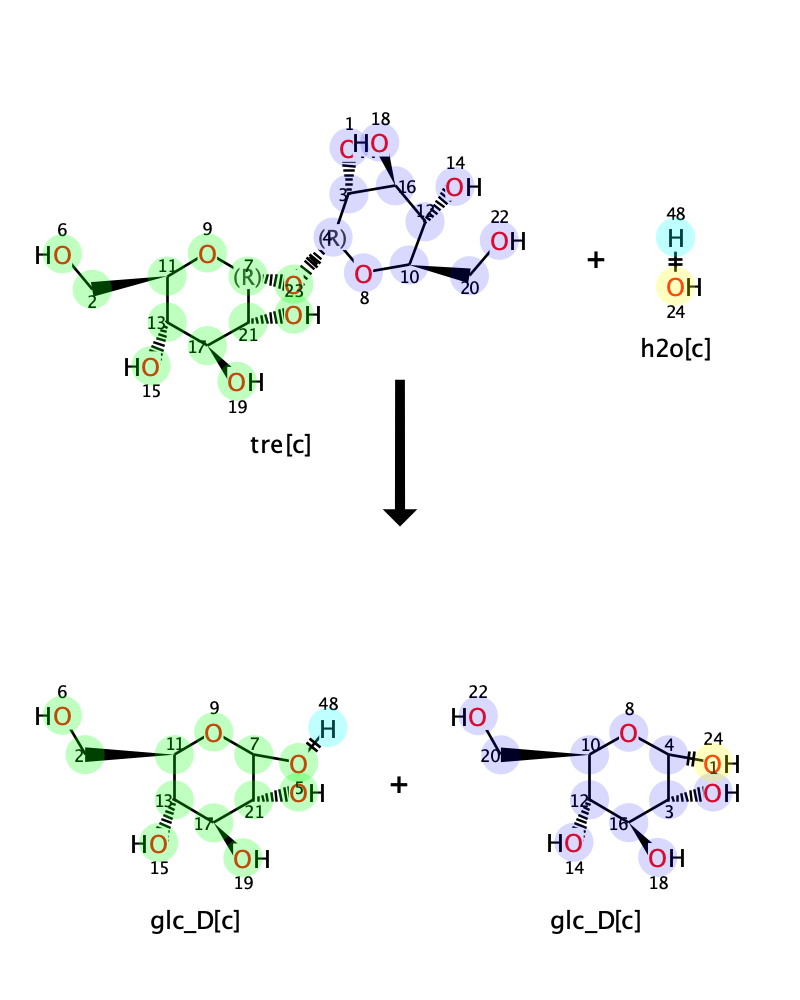 1 18
OH HO
14
3 16 OH
6 9 12 22 48
HO O 7 (R) 4 (R) OH + H
2 11 O 23 O 10 20 OH
8 24
13 21 OH h2o[c]
17
HO OH
15 19
tre[c]
6 9 48 22 8 24
HO O H HO O
2 11 7 O 20 10 4 OH
5 1
13 21 OH + 12 3 OH
17 16
HO OH HO OH
15 19 14 18
glc_D[c] glc_D[c]